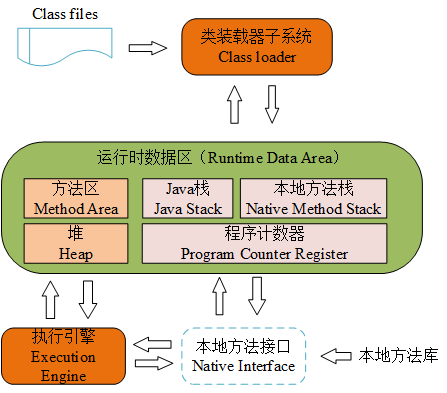 Class files
类装载器子系统
Class loader
运行时数据区（Runtime Data Area）
方法区
Method Area
Java栈
Java Stack
本地方法栈
Native Method Stack
堆
Heap
程序计数器
Program Counter Register
执行引擎
Execution
Engine
本地方法接口
Native Interface
本地方法库